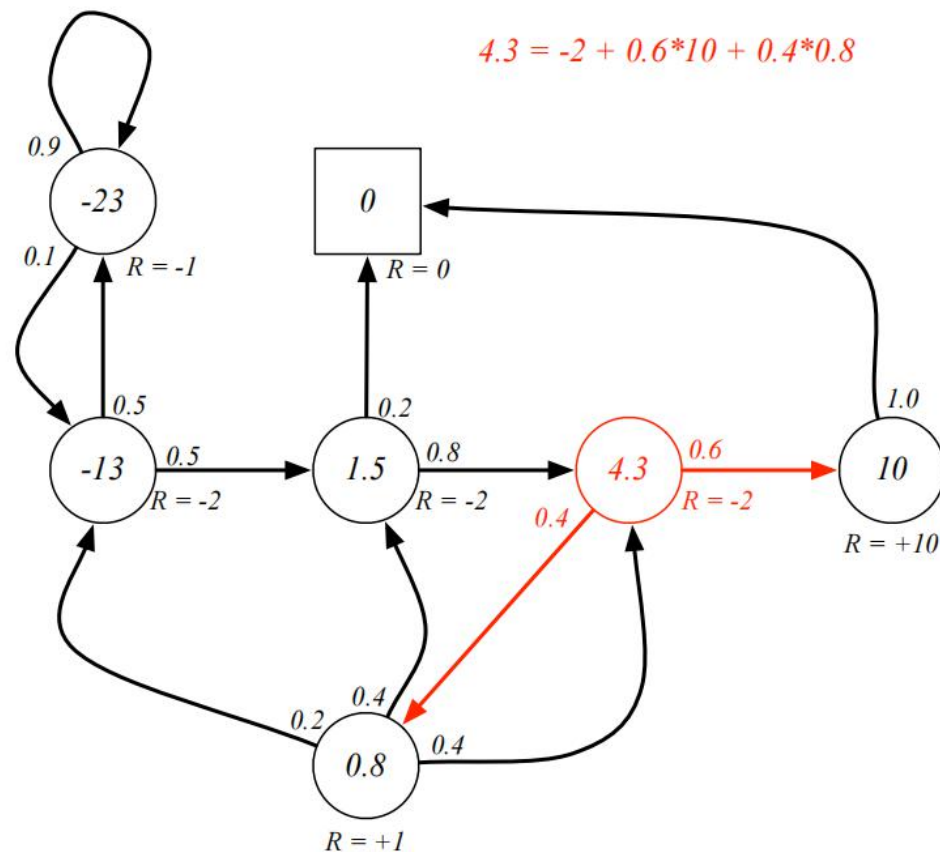 4.3 = -2 + 0.6*10 + 0.4*0.8
0.9
-23
0
0.1
R = -1
R = 0
0.5
0.2
1.0
-13
0.5
1.5
0.8
4.3
0.6
10
R = -2
R = -2
0.4
R = -2
R = +10
0.2
0.4
0.4
0.8
R = +1